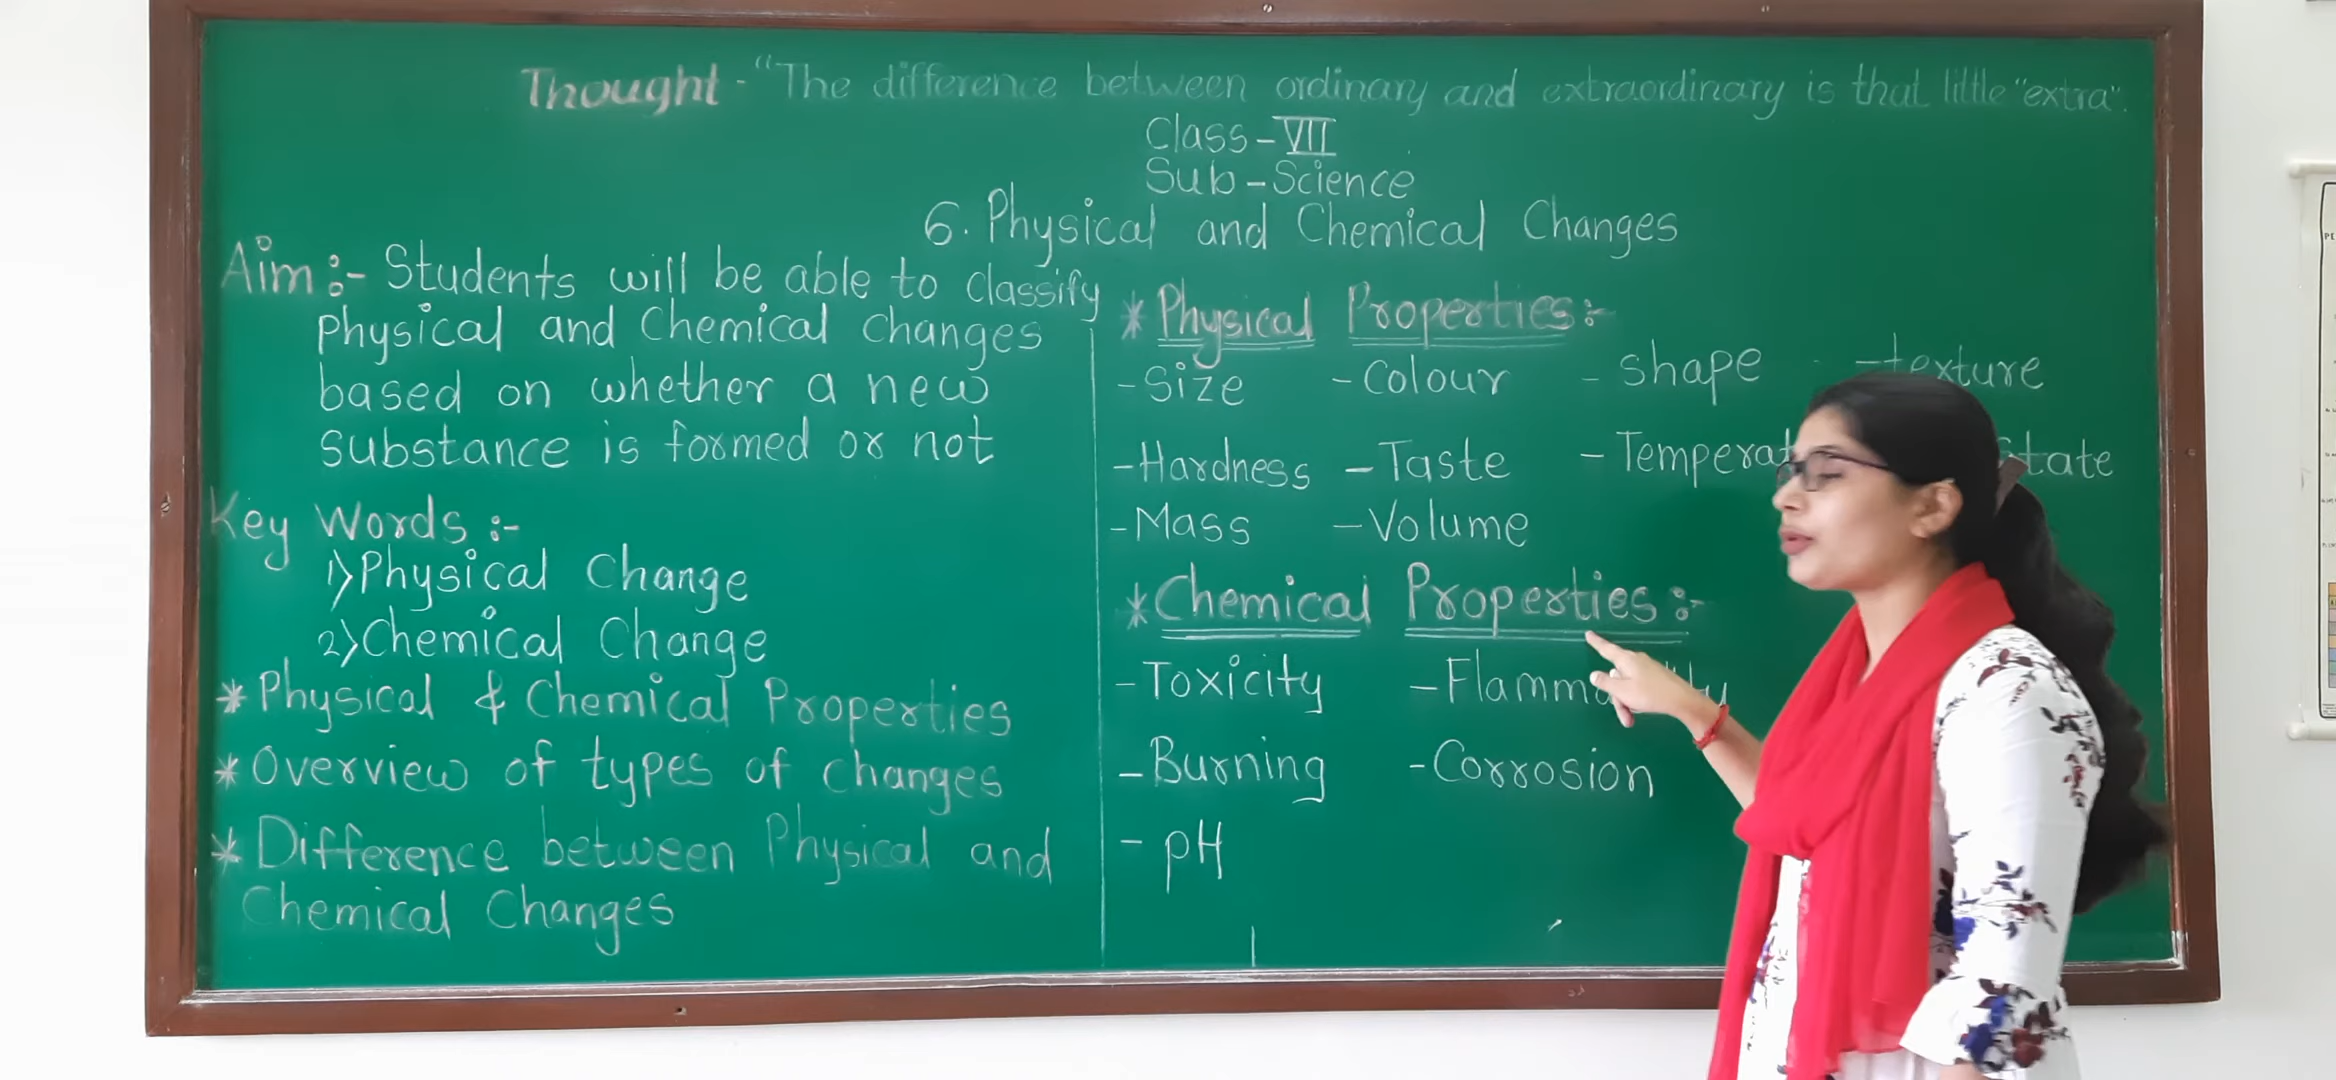 Thought - "The difference between ordinary and extraordinary is that little "extra".
Class - VII
Sub - Science
6. Physical and Chemical Changes
Aim :- Students will be able to classify
Physical and Chemical changes
based on whether a new
substance is formed or not
Key Words :-
1) Physical Change
2) Chemical Change
* Physical & Chemical Properties
* Overview of types of changes
* Difference between Physical and
Chemical Changes
* Physical Properties :-
- Size - Colour - shape - texture
- Hardness - Taste - Temperat tate
- Mass - Volume
* Chemical Properties :-
- Toxicity - Flamm ty
- Burning - Corrosion
- pH